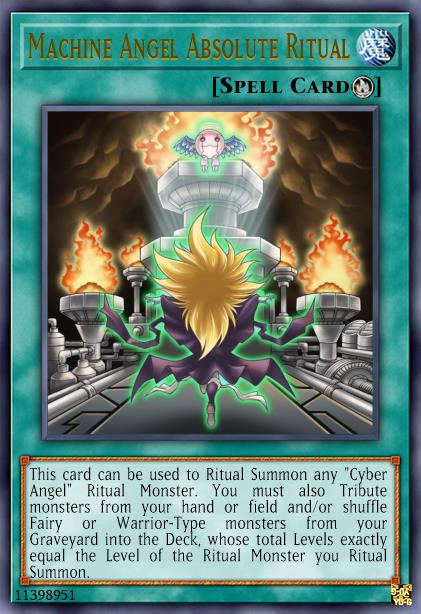 MACHINE ANGEL ABSOLUTE RITUAL
魔
[SPELL CARD]
This card can be used to Ritual Summon any "Cyber
Angel" Ritual Monster. You must also Tribute
monsters from your hand or field and/or shuffle
Fairy or Warrior-Type monsters from your
Graveyard into the Deck, whose total Levels exactly
equal the Level of the Ritual Monster you Ritual
Summon.
11398951